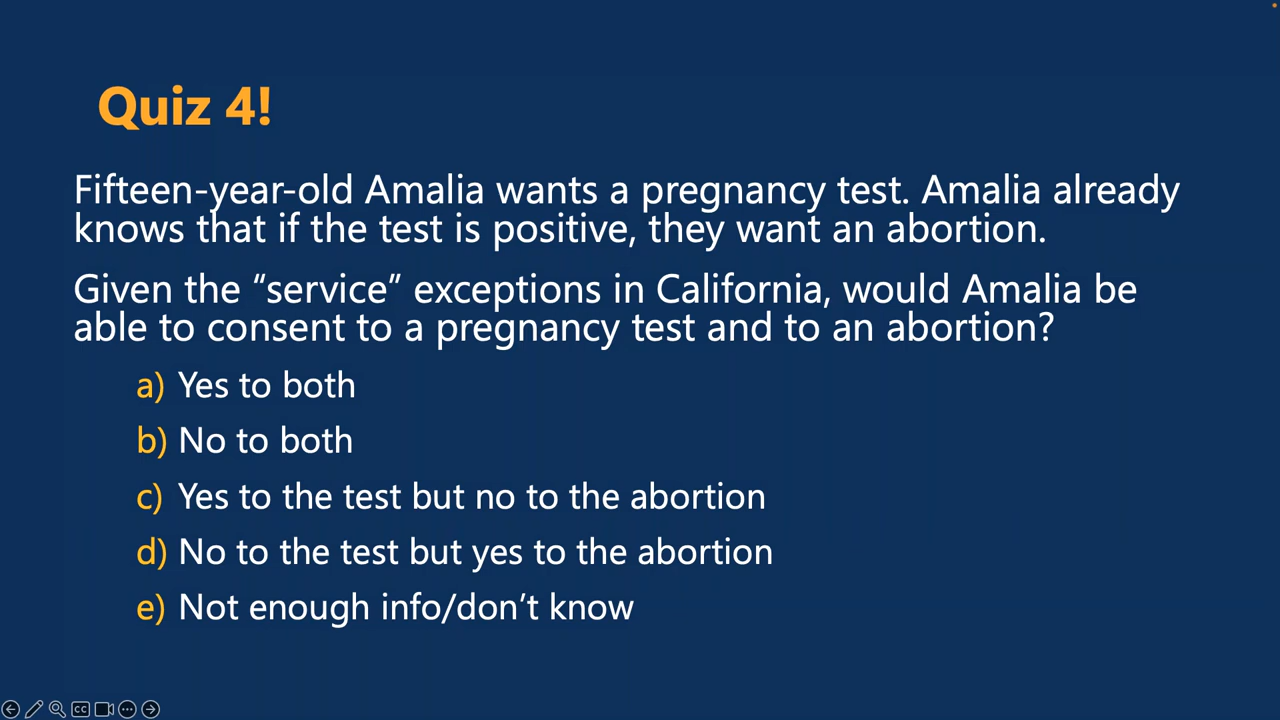 Quiz 4!
Fifteen-year-old Amalia wants a pregnancy test. Amalia already
knows that if the test is positive, they want an abortion.
Given the “service” exceptions in California, would Amalia be
able to consent to a pregnancy test and to an abortion?
a) Yes to both
b) No to both
c) Yes to the test but no to the abortion
d) No to the test but yes to the abortion
e) Not enough info/don’t know
CC